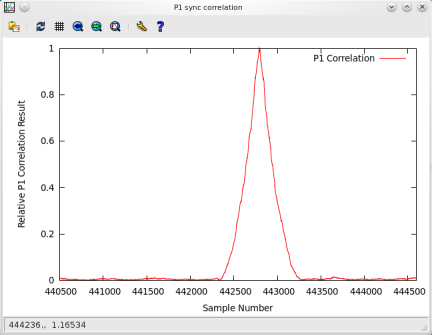 P1 sync correlation
P1 Correlation
1
0.8
0.6
0.4
0.2
0
Relative P1 Correlation Result
440500 441000 441500 442000 442500 443000 443500 444000 444500
Sample Number
444236., 1.16534